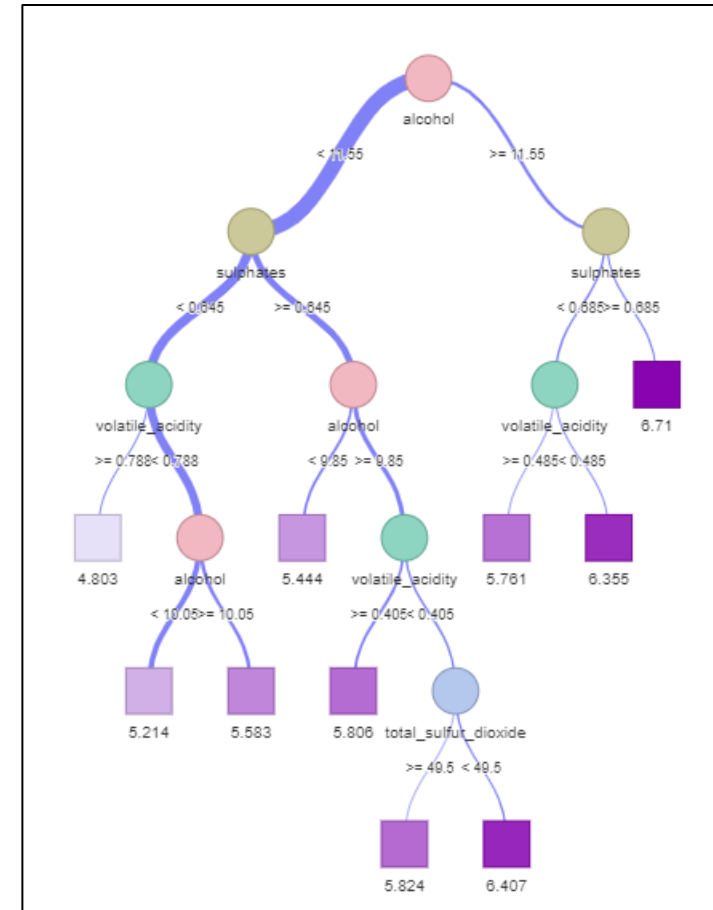 alcohol
< 11.55 >= 11.55
sulphates sulphates
< 0.645 >= 0.645 < 0.685 >= 0.685
volatile_acidity alcohol volatile_acidity 6.71
>= 0.788 < 0.788 < 9.85 >= 9.85 >= 0.485 < 0.485
4.803 alcohol 5.444 volatile_acidity 5.761 6.355
< 10.05 >= 10.05 >= 0.405 < 0.405
5.214 5.583 5.806 total_sulfur_dioxide
>= 49.5 < 49.5
5.824 6.407